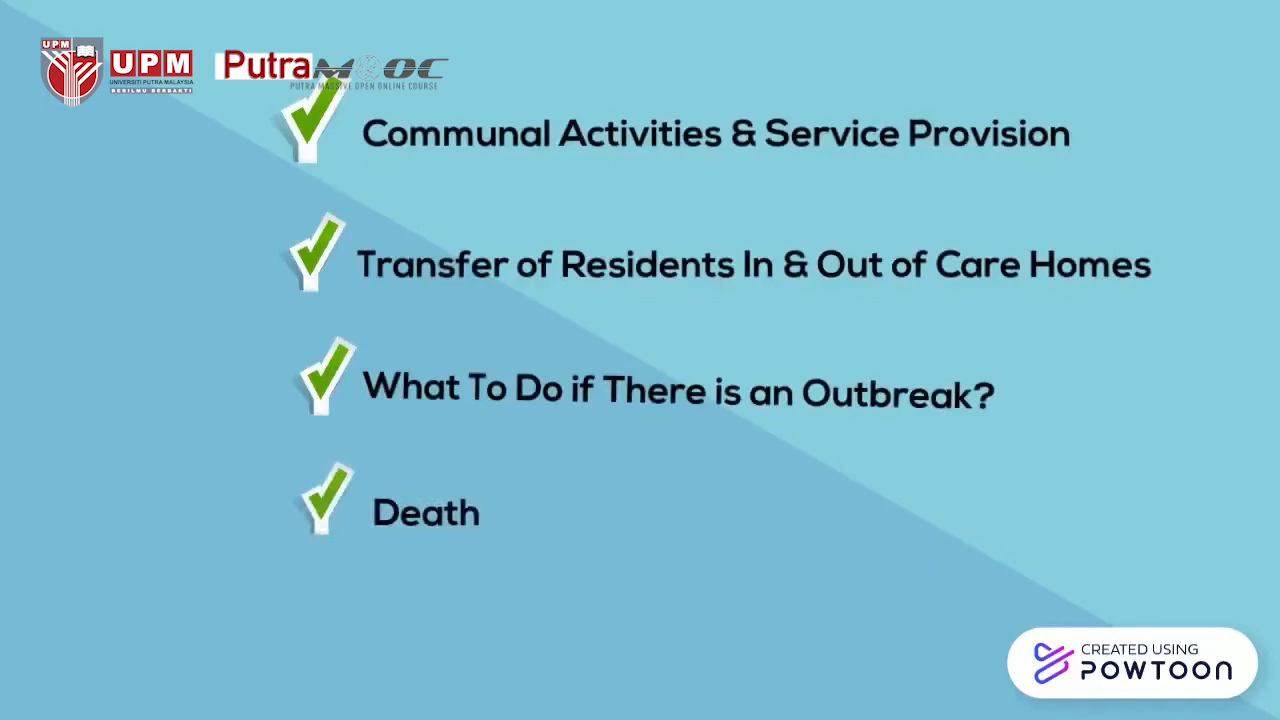 UPM
UPM
UNIVERSITI PUTRA MALAYSIA
BERILMU BERBAKTI
PutraMOOC
PUTRA MASSIVE OPEN ONLINE COURSE
Communal Activities & Service Provision
Transfer of Residents In & Out of Care Homes
What To Do if There is an Outbreak?
Death
CREATED USING
POWTOON